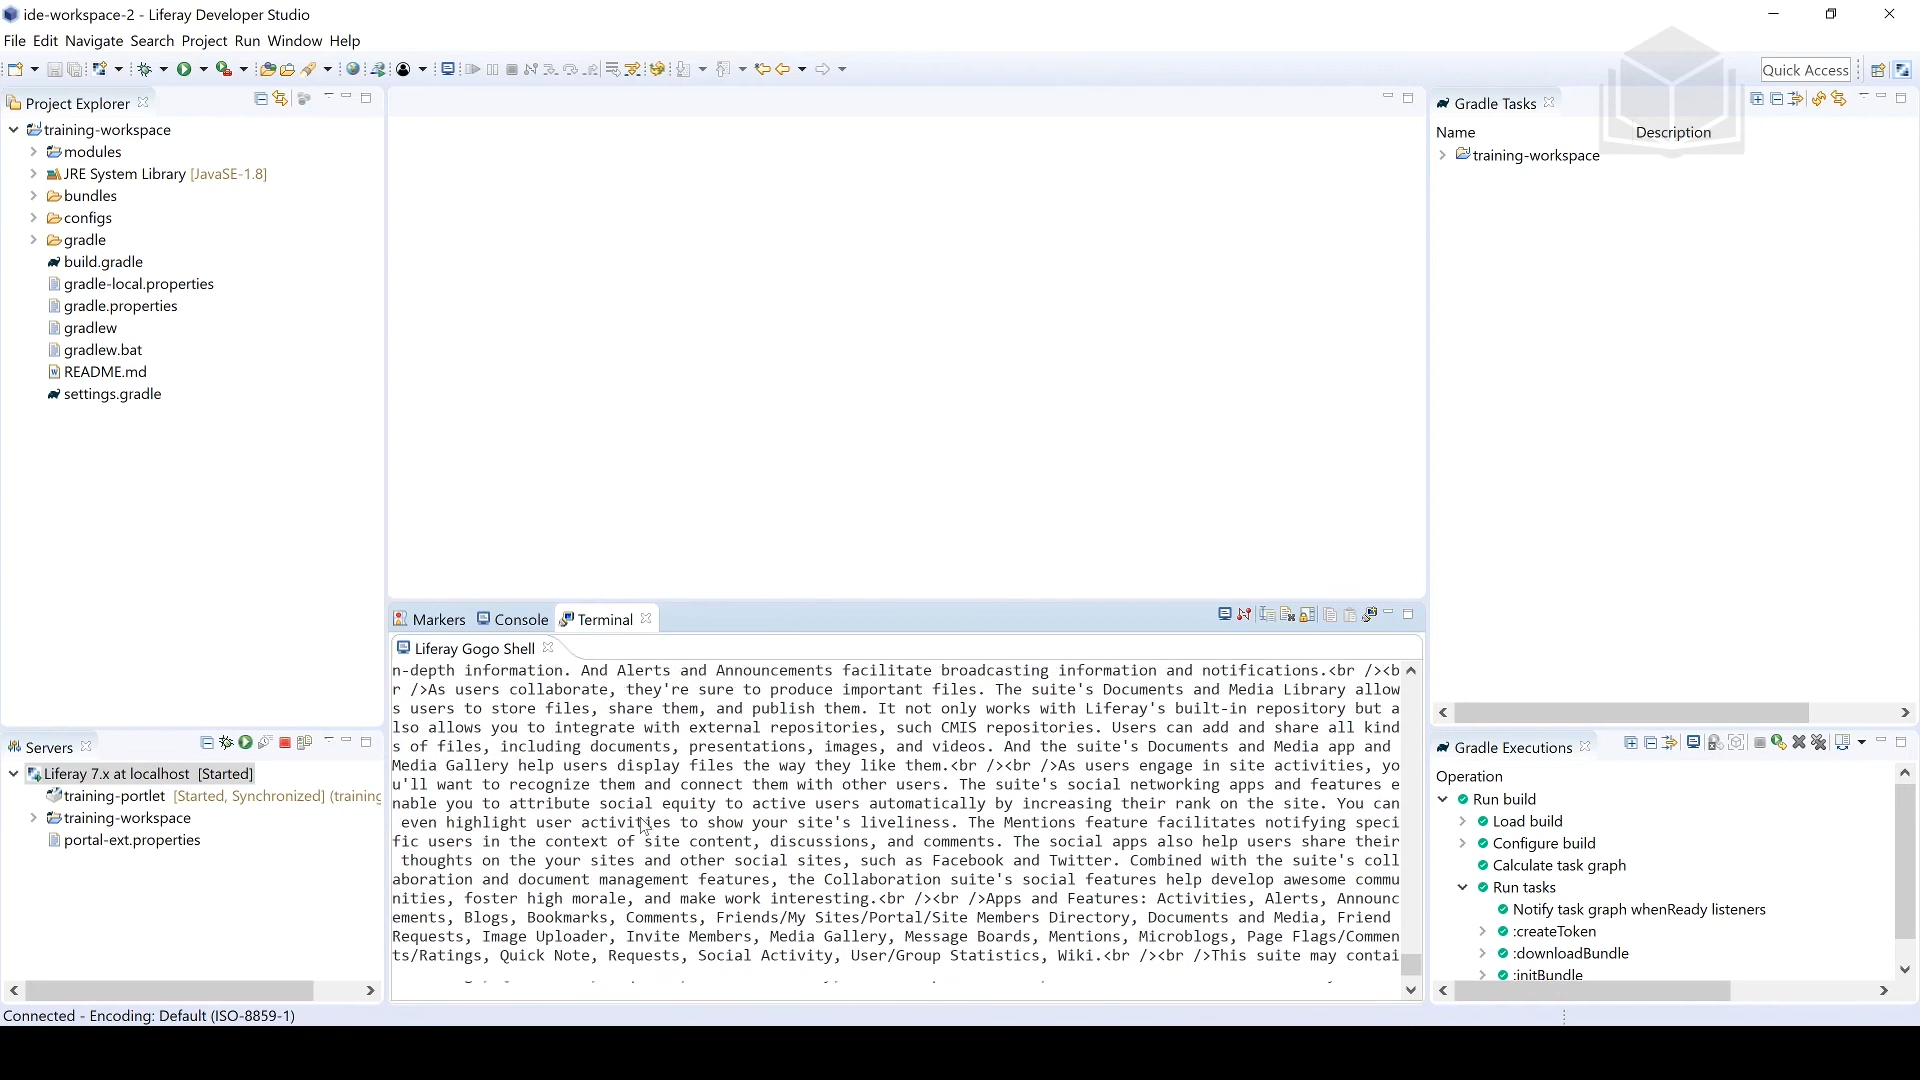 ide-workspace-2 - Liferay Developer Studio
File Edit Navigate Search Project Run Window Help
Quick Access
Project Explorer
training-workspace
modules
JRE System Library [JavaSE-1.8]
bundles
configs
gradle
build.gradle
gradle-local.properties
gradle.properties
gradlew
gradlew.bat
README.md
settings.gradle
Servers
Liferay 7.x at localhost [Started]
training-portlet [Started, Synchronized] (training
training-workspace
portal-ext.properties
Markers Console Terminal
Liferay Gogo Shell
n-depth information. And Alerts and Announcements facilitate broadcasting information and notifications.<br /><b
r />As users collaborate, they're sure to produce important files. The suite's Documents and Media Library allow
s users to store files, share them, and publish them. It not only works with Liferay's built-in repository but a
lso allows you to integrate with external repositories, such CMIS repositories. Users can add and share all kind
s of files, including documents, presentations, images, and videos. And the suite's Documents and Media app and
Media Gallery help users display files the way they like them.<br /><br />As users engage in site activities, yo
u'll want to recognize them and connect them with other users. The suite's social networking apps and features e
nable you to attribute social equity to active users automatically by increasing their rank on the site. You can
even highlight user activities to show your site's liveliness. The Mentions feature facilitates notifying speci
fic users in the context of site content, discussions, and comments. The social apps also help users share their
thoughts on the your sites and other social sites, such as Facebook and Twitter. Combined with the suite's coll
aboration and document management features, the Collaboration suite's social features help develop awesome commu
nities, foster high morale, and make work interesting.<br /><br />Apps and Features: Activities, Alerts, Announc
ements, Blogs, Bookmarks, Comments, Friends/My Sites/Portal/Site Members Directory, Documents and Media, Friend
Requests, Image Uploader, Invite Members, Media Gallery, Message Boards, Mentions, Microblogs, Page Flags/Commen
ts/Ratings, Quick Note, Requests, Social Activity, User/Group Statistics, Wiki.<br /><br />This suite may contai
Gradle Tasks
Name Description
training-workspace
Gradle Executions
Operation
Run build
Load build
Configure build
Calculate task graph
Run tasks
Notify task graph whenReady listeners
:createToken
:downloadBundle
:initBundle
Connected - Encoding: Default (ISO-8859-1)